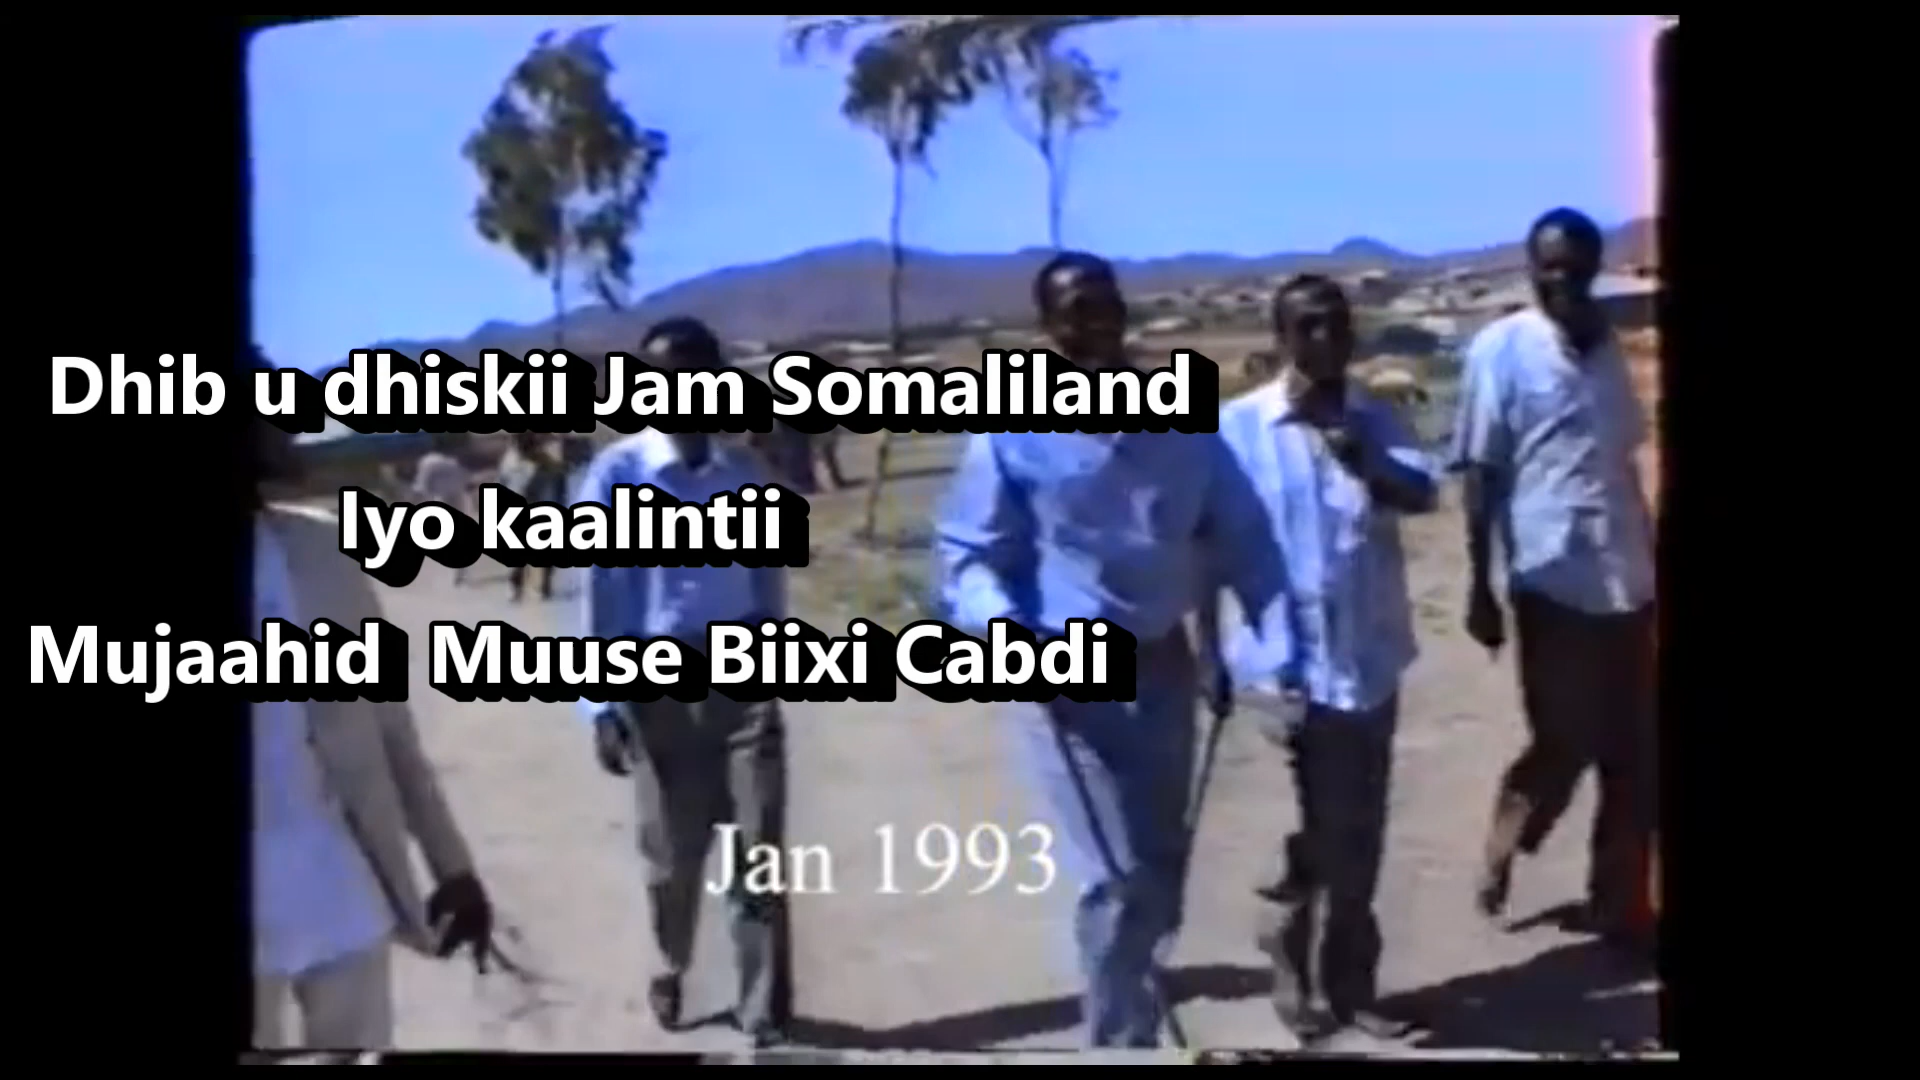 Dhib u dhiskii Jam Somaliland
Iyo kaalintii
Mujaahid Muuse Biixi Cabdi
Jan 1993